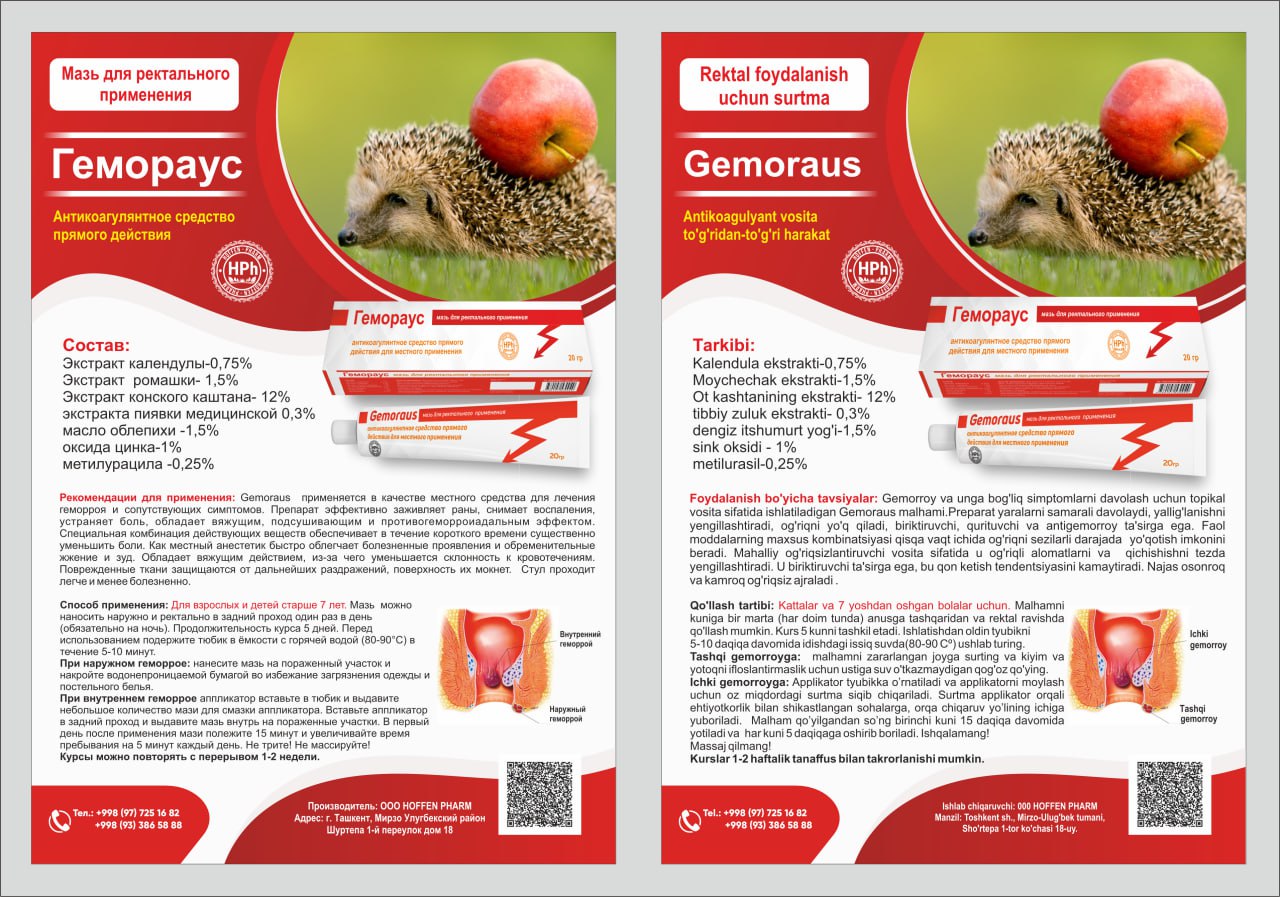 Мазь для ректального
применения
Гемораус
Антикоагулянтное средство
прямого действия
HOFFEN - PHARM
HPh
HOFFEN - PHARM
Гемораус
мазь для ректального применения
антикоагулянтное средство прямого
действия для местного применения
HPh
20 гр
Гемораус мазь для ректального применения
Gemoraus
мазь для ректального применения
антикоагулянтное средство прямого
действия для местного применения
HPh
20гр
Состав:
Экстракт календулы-0,75%
Экстракт ромашки- 1,5%
Экстракт конского каштана- 12%
экстракта пиявки медицинской 0,3%
масло облепихи -1,5%
оксида цинка-1%
метилурацила -0,25%
Рекомендации для применения: Gemoraus применяется в качестве местного средства для лечения
геморроя и сопутствующих симптомов. Препарат эффективно заживляет раны, снимает воспаления,
устраняет боль, обладает вяжущим, подсушивающим и противогемороиадальным эффектом.
Специальная комбинация действующих веществ обеспечивает в течение короткого времени существенно
уменьшить боли. Как местный анестетик быстро облегчает болезненные проявления и обременительные
жжение и зуд. Обладает вяжущим действием, из-за чего уменьшается склонность к кровотечениям.
Поврежденные ткани защищаются от дальнейших раздражений, поверхность их мокнет. Стул проходит
легче и менее болезненно.
Способ применения: Для взрослых и детей старше 7 лет. Мазь можно
наносить наружно и ректально в задний проход один раз в день
(обязательно на ночь). Продолжительность курса 5 дней. Перед
использованием подержите тюбик в ёмкости с горячей водой (80-90°C) в
течение 5-10 минут.
При наружном геморрое: нанесите мазь на пораженный участок и
накройте водонепроницаемой бумагой во избежание загрязнения одежды и
постельного белья.
При внутреннем геморрое аппликатор вставьте в тюбик и выдавите
небольшое количество мази для смазки аппликатора. Вставьте аппликатор
в задний проход и выдавите мазь внутрь на пораженные участки. В первый
день после применения мази полежите 15 минут и увеличивайте время
пребывания на 5 минут каждый день. Не трите! Не массируйте!
Курсы можно повторять с перерывом 1-2 недели.
Внутренний
геморрой
Наружный
геморрой
Тел.: +998 (97) 725 16 82
+998 (93) 386 58 88
Производитель: ООО HOFFEN PHARM
Адрес: г. Ташкент, Мирзо Улугбекский район
Шуртепа 1-й переулок дом 18
Rektal foydalanish
uchun surtma
Gemoraus
Antikoagulyant vosita
to'g'ridan-to'g'ri harakat
HOFFEN - PHARM
HPh
HOFFEN - PHARM
Гемораус
мазь для ректального применения
антикоагулянтное средство прямого
действия для местного применения
HPh
20 гр
Гемораус мазь для ректального применения
Gemoraus
мазь для ректального применения
антикоагулянтное средство прямого
действия для местного применения
HPh
20гр
Tarkibi:
Kalendula ekstrakti-0,75%
Moychechak ekstrakti-1,5%
Ot kashtanining ekstrakti- 12%
tibbiy zuluk ekstrakti- 0,3%
dengiz itshumurt yog'i-1,5%
sink oksidi - 1%
metilurasil-0,25%
Foydalanish bo'yicha tavsiyalar: Gemorroy va unga bog'liq simptomlarni davolash uchun topikal
vosita sifatida ishlatiladigan Gemoraus malhami.Preparat yaralarni samarali davolaydi, yallig'lanishni
yengillashtiradi, og'riqni yo'q qiladi, biriktiruvchi, qurituvchi va antigemorroy ta'sirga ega. Faol
moddalarning maxsus kombinatsiyasi qisqa vaqt ichida og'riqni sezilarli darajada yo'qotish imkonini
beradi. Mahalliy og'riqsizlantiruvchi vosita sifatida u og'riqli alomatlarni va qichishishni tezda
yengillashtiradi. U biriktiruvchi ta'sirga ega, bu qon ketish tendentsiyasini kamaytiradi. Najas osonroq
va kamroq og'riqsiz ajraladi .
Qo'llash tartibi: Kattalar va 7 yoshdan oshgan bolalar uchun. Malhamni
kuniga bir marta (har doim tunda) anusga tashqaridan va rektal ravishda
qo'llash mumkin. Kurs 5 kunni tashkil etadi. Ishlatishdan oldin tyubikni
5-10 daqiqa davomida idishdagi issiq suvda(80-90 Cº) ushlab turing.
Tashqi gemorroyga: malhamni zararlangan joyga surting va kiyim va
yotoqni ifloslantirmaslik uchun ustiga suv o'tkazmaydigan qog'oz qo'ying.
Ichki gemorroyga: Applikator tyubikka o'rnatiladi va applikatorni moylash
uchun oz miqdordagi surtma siqib chiqariladi. Surtma applikator orqali
ehtiyotkorlik bilan shikastlangan sohalarga, orqa chiqaruv yo'lining ichiga
yuboriladi. Malham qo'yilgandan so'ng birinchi kuni 15 daqiqa davomida
yotiladi va har kuni 5 daqiqaga oshirib boriladi. Ishqalamang!
Massaj qilmang!
Kurslar 1-2 haftalik tanaffus bilan takrorlanishi mumkin.
Ichki
gemorroy
Tashqi
gemorroy
Tel.: +998 (97) 725 16 82
+998 (93) 386 58 88
Ishlab chiqaruvchi: 000 HOFFEN PHARM
Manzil: Toshkent sh., Mirzo-Ulug'bek tumani,
Sho'rtepa 1-tor ko'chasi 18-uy.